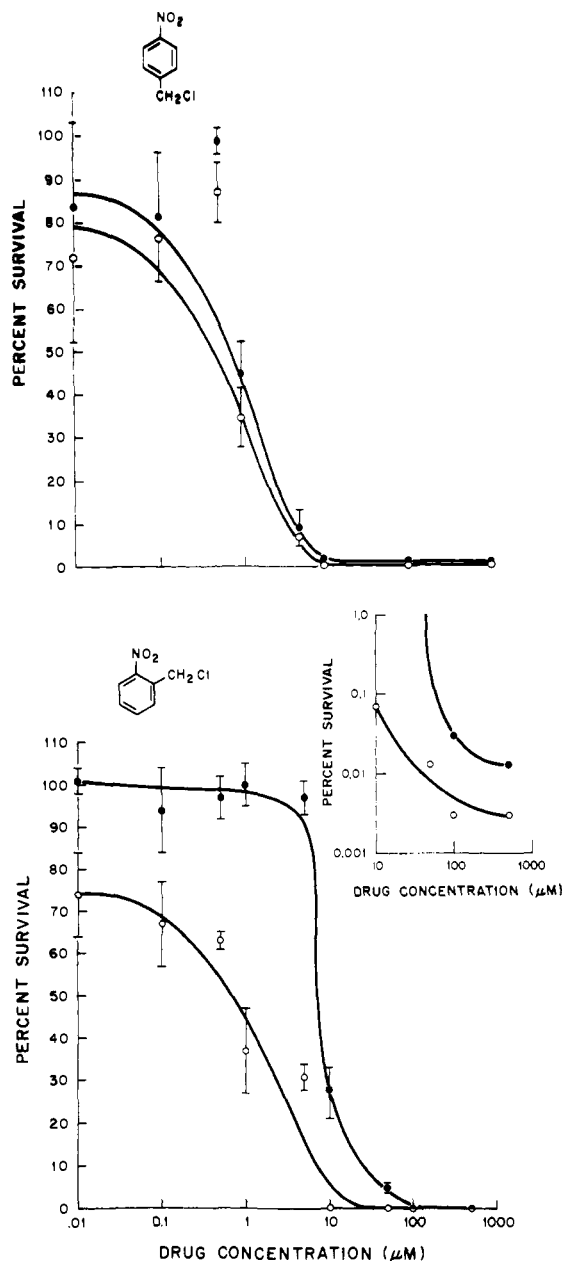 NO₂
CH₂Cl
110
100
90
80
70
60
50
40
30
20
10
0
PERCENT SURVIVAL
NO₂
CH₂Cl
1.0
0.1
0.01
0.001
10 100 1000
PERCENT SURVIVAL
DRUG CONCENTRATION (μM)
110
100
90
80
70
60
50
40
30
20
10
0
PERCENT SURVIVAL
.01 0.1 1 10 100 1000
DRUG CONCENTRATION (μM)